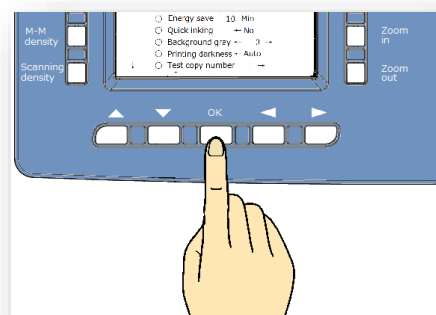 Energy save 10 Min
Quick inking ← No
Background gray ← 3 →
Printing darkness ← Auto
↓ Test copy number →
M-M
density
Scanning
density
Zoom
in
Zoom
out
OK